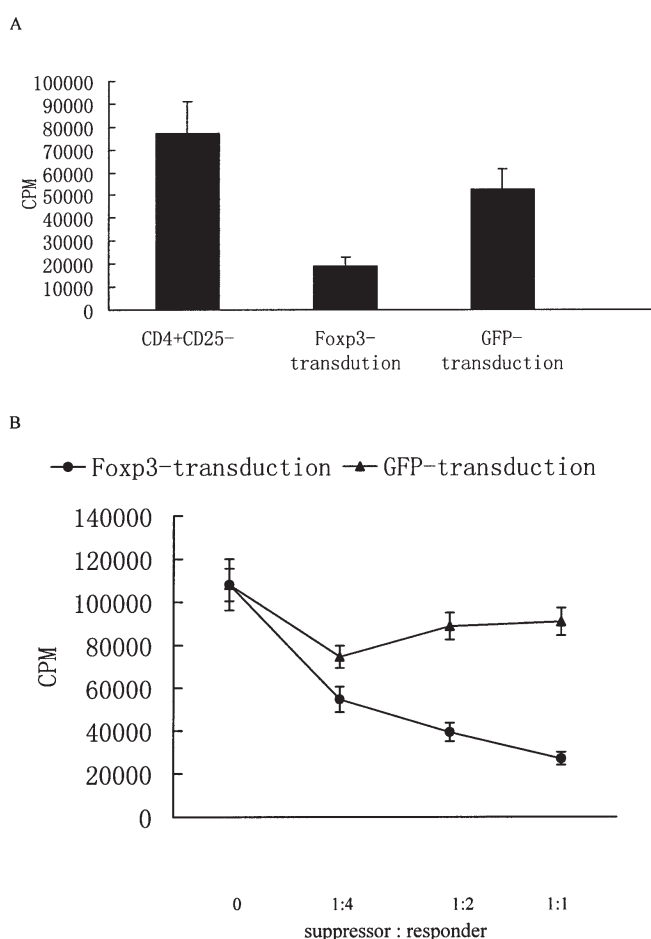 A
100000
90000
80000
70000
60000
50000
40000
30000
20000
10000
0
CPM
CD4+CD25-
Foxp3-
transdution
GFP-
transduction
B
Foxp3-transduction GFP-transduction
140000
120000
100000
80000
60000
40000
20000
0
CPM
0 1:4 1:2 1:1
suppressor : responder